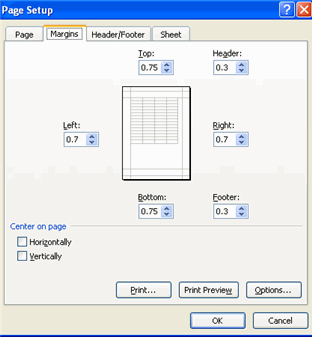 Page Setup
Page Margins Header/Footer Sheet
Top: Header:
0.75 0.3
Left: Right:
0.7 0.7
Bottom: Footer:
0.75 0.3
Center on page
Horizontally
Vertically
Print... Print Preview Options...
OK Cancel